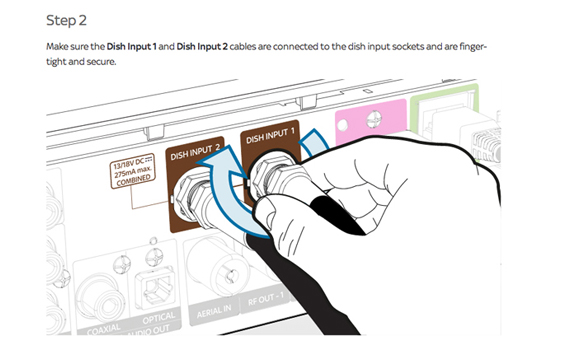 Step 2
Make sure the Dish Input 1 and Dish Input 2 cables are connected to the dish input sockets and are finger-
tight and secure.
DISH INPUT 1
DISH INPUT 2
13/18V DC
275mA max.
COMBINED
COAXIAL
OPTICAL
AUDIO OUT
AERIAL IN
RF OUT - 1